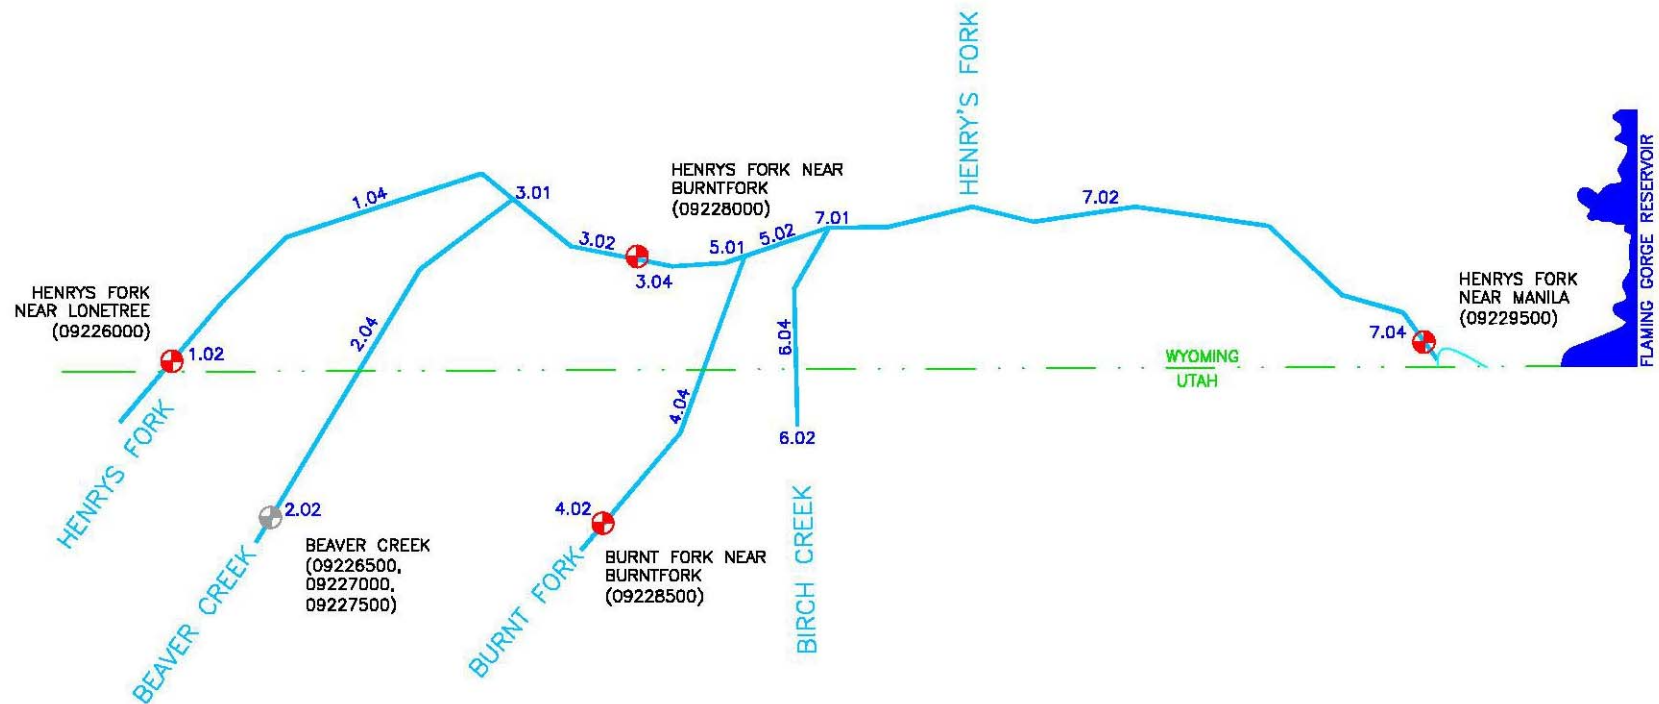 HENRY'S FORK
FLAMING GORGE RESERVOIR
HENRYS FORK NEAR
BURNTFORK
(09228000)
1.04
3.01
7.02
7.01
5.02
5.01
3.02
3.04
HENRYS FORK
NEAR LONETREE
(09226000)
1.02
2.04
6.04
HENRYS FORK
NEAR MANILA
(09229500)
7.04
WYOMING
UTAH
4.04
6.02
HENRYS FORK
2.02
4.02
BEAVER CREEK
(09226500,
09227000,
09227500)
BURNT FORK NEAR
BURNTFORK
(09228500)
BEAVER CREEK
BURNT FORK
BIRCH CREEK